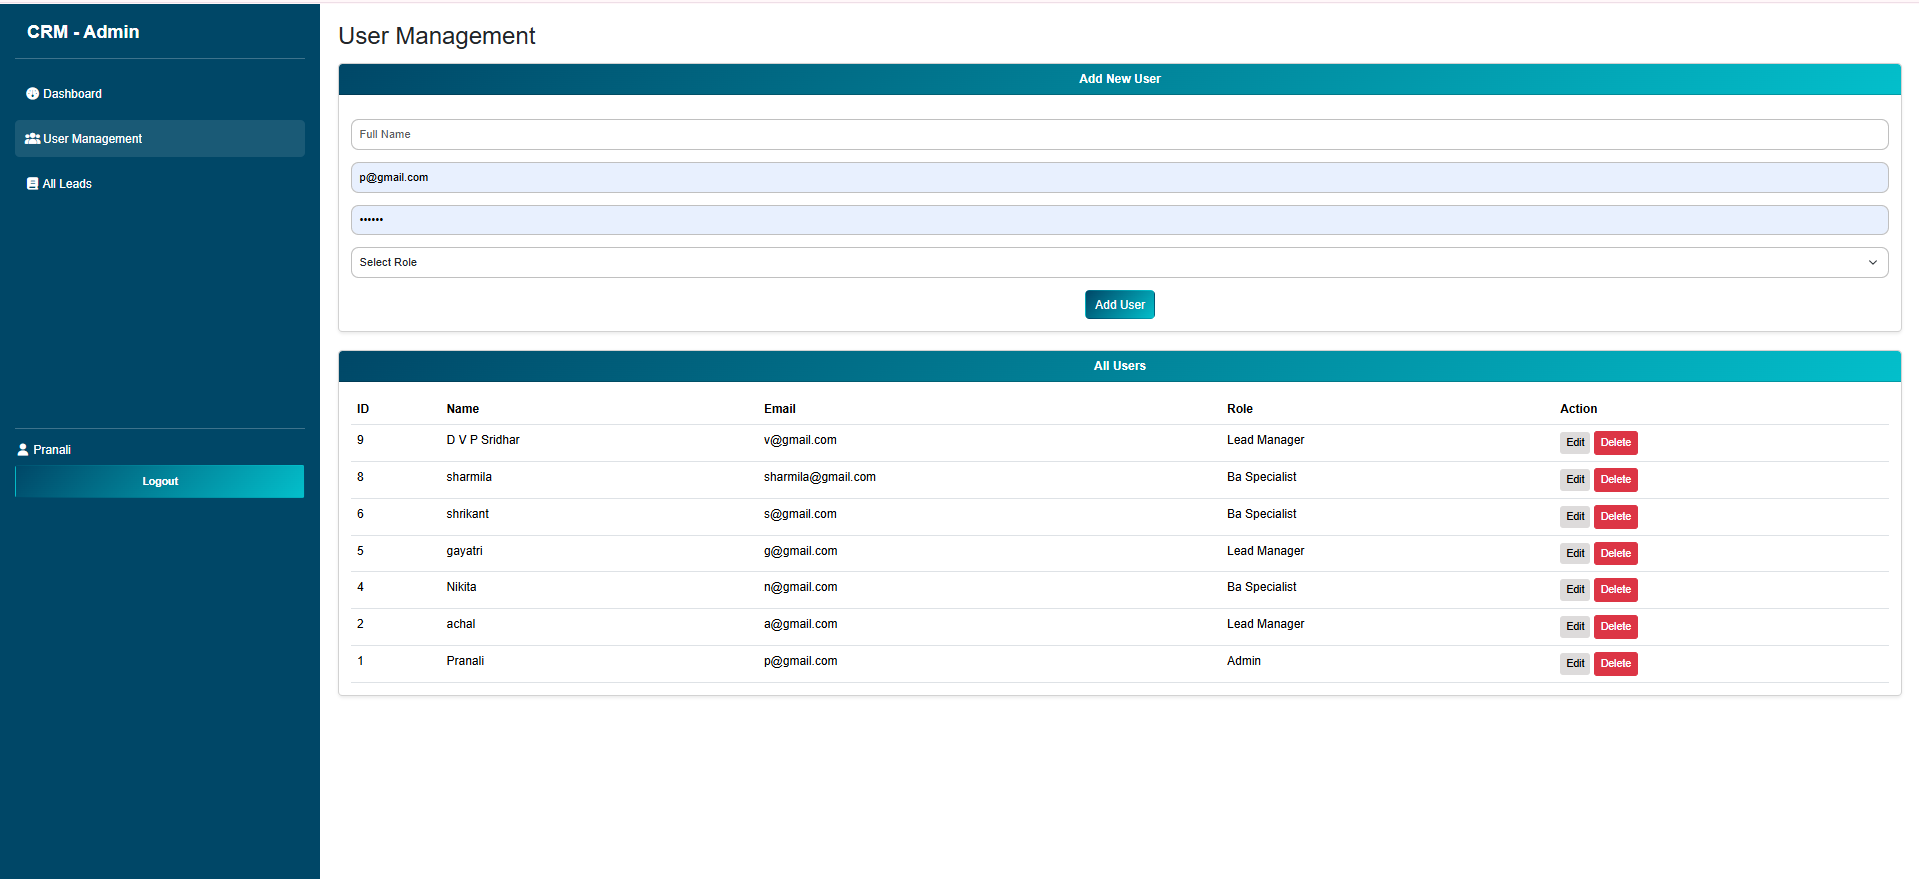 CRM - Admin
Dashboard
User Management
All Leads
Pranali
Logout
User Management
Add New User
Full Name
p@gmail.com
••••••
Select Role
Add User
All Users
ID Name Email Role Action
9 D V P Sridhar v@gmail.com Lead Manager Edit Delete
8 sharmila sharmila@gmail.com Ba Specialist Edit Delete
6 shrikant s@gmail.com Ba Specialist Edit Delete
5 gayatri g@gmail.com Lead Manager Edit Delete
4 Nikita n@gmail.com Ba Specialist Edit Delete
2 achal a@gmail.com Lead Manager Edit Delete
1 Pranali p@gmail.com Admin Edit Delete